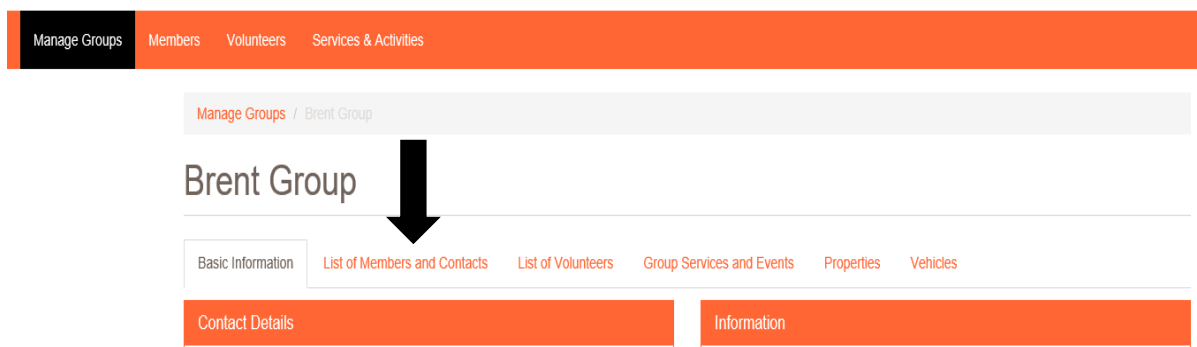 Manage Groups Members Volunteers Services & Activities
Manage Groups / Brent Group
Brent Group
Basic Information List of Members and Contacts List of Volunteers Group Services and Events Properties Vehicles
Contact Details Information